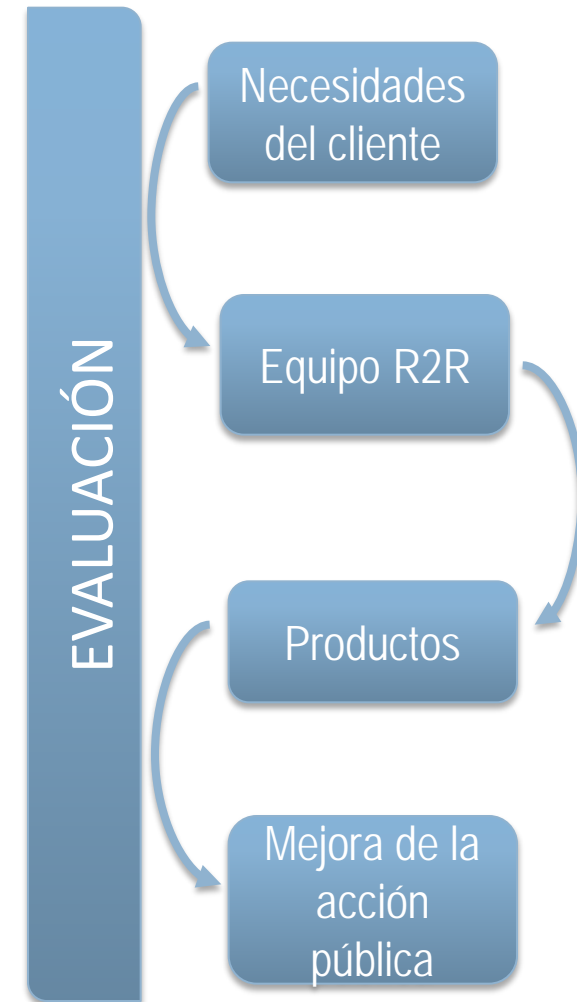 EVALUACIÓN
Necesidades
del cliente
Equipo R2R
Productos
Mejora de la
acción
pública